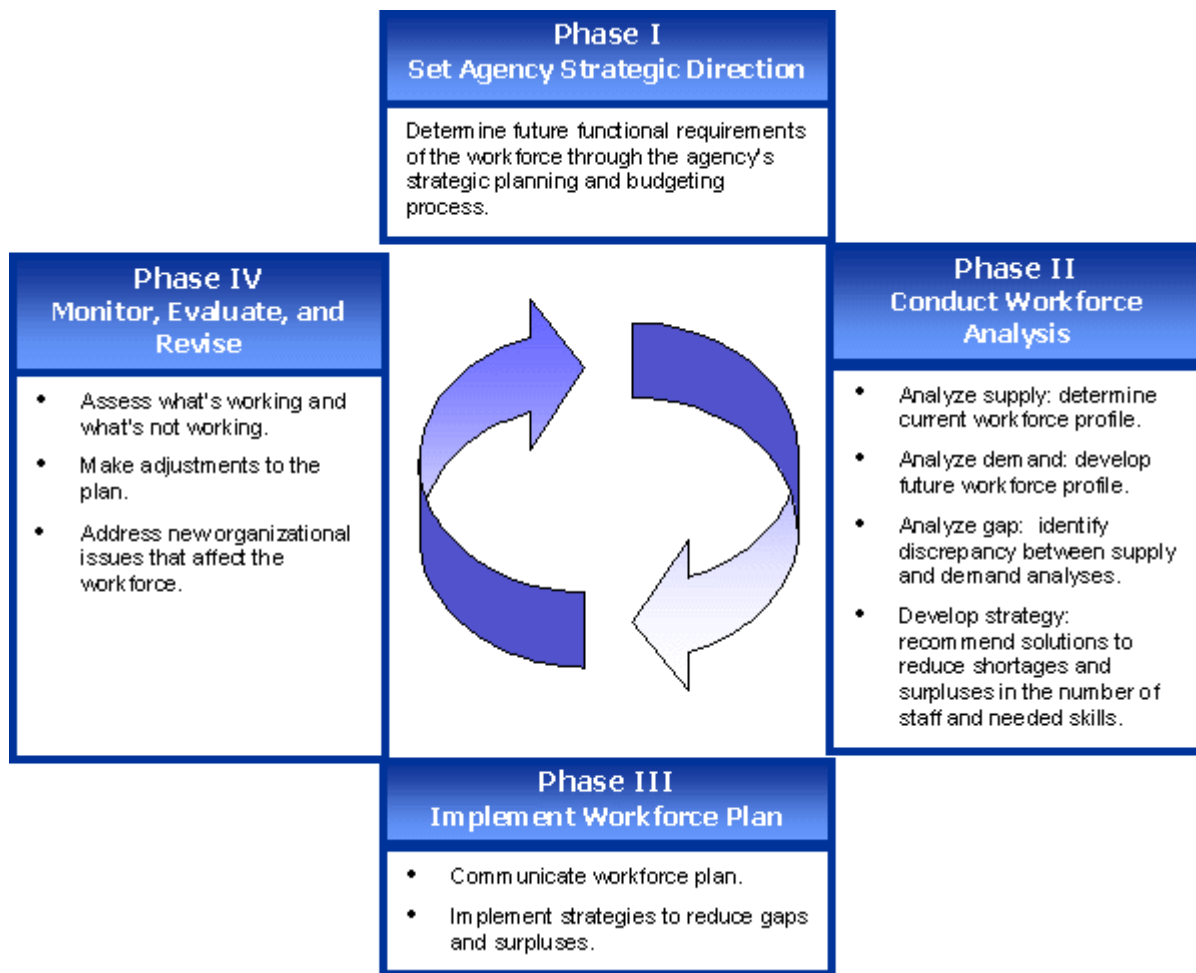 Phase I
Set Agency Strategic Direction
Determine future functional requirements
of the workforce through the agency's
strategic planning and budgeting
process.
Phase II
Conduct Workforce
Analysis
• Analyze supply: determine
current workforce profile.
• Analyze demand: develop
future workforce profile.
• Analyze gap: identify
discrepancy between supply
and demand analyses.
• Develop strategy:
recommend solutions to
reduce shortages and
surpluses in the number of
staff and needed skills.
Phase III
Implement Workforce Plan
• Communicate workforce plan.
• Implement strategies to reduce gaps
and surpluses.
Phase IV
Monitor, Evaluate, and
Revise
• Assess what's working and
what's not working.
• Make adjustments to the
plan.
• Address new organizational
issues that affect the
workforce.